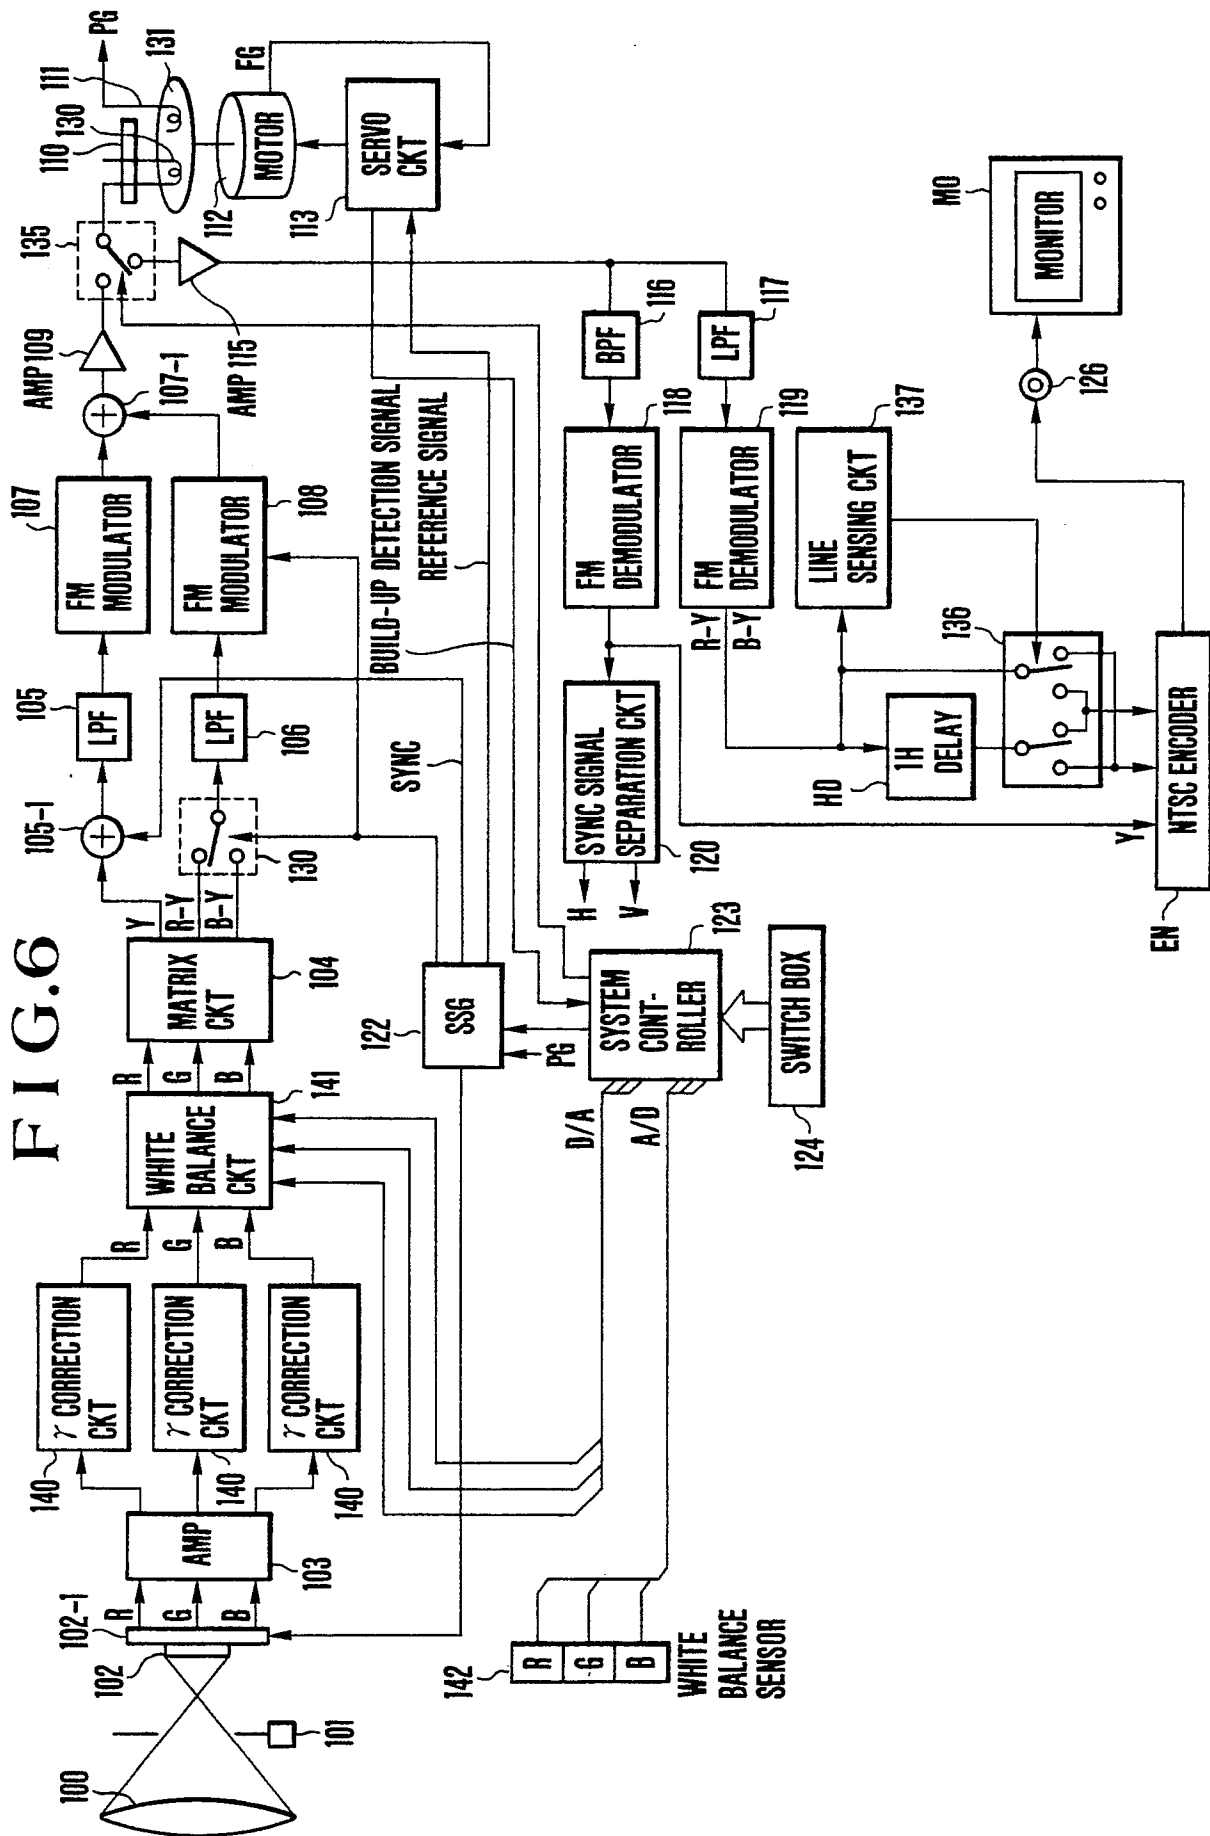 FIG.6
100
101
102
102-1
R
G
B
AMP
103
140
γ CORRECTION
CKT
140
γ CORRECTION
CKT
140
γ CORRECTION
CKT
R
G
B
WHITE
BALANCE
CKT
141
R
G
B
MATRIX
CKT
104
Y
R-Y
B-Y
105-1
130
LPF
105
LPF
106
FM
MODULATOR
107
FM
MODULATOR
108
107-1
AMP 109
AMP 115
135
110
130
111
PG
131
MOTOR
112
FG
SERVO
CKT
113
SYNC
BUILD-UP DETECTION SIGNAL
REFERENCE SIGNAL
122
SSG
PG
SYSTEM
CONT-
ROLLER
123
D/A
A/D
SWITCH BOX
124
142
R
G
B
WHITE
BALANCE
SENSOR
BPF
116
LPF
117
FM
DEMODULATOR
118
FM
DEMODULATOR
119
R-Y
B-Y
SYNC SIGNAL
SEPARATION CKT
120
H
V
LINE
SENSING CKT
137
HD
1H
DELAY
136
Y
NTSC ENCODER
EN
126
MO
MONITOR